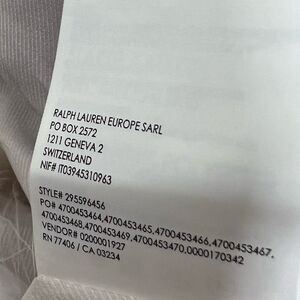 RALPH LAUREN EUROPE SARL
PO BOX 2572
1211 GENEVA 2
SWITZERLAND
NIF# IT03945310963
STYLE# 295596456
PO# 4700453464,4700453465,4700453466,4700453467,
4700453468,4700453469,4700453470,0000170342
VENDOR# 0200001927
RN 77406 / CA 03234